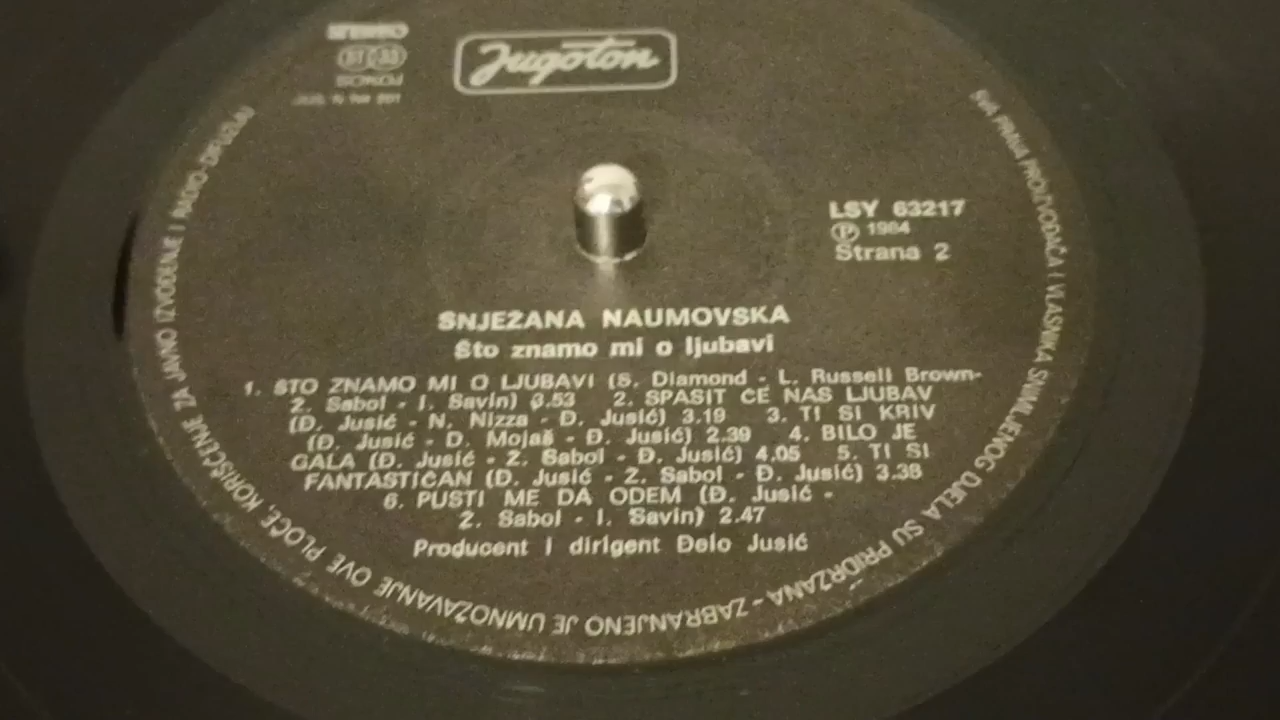 STEREO
Jugoton
LSY 63217
Ⓟ 1984
Strana 2
SNJEŽANA NAUMOVSKA
Što znamo mi o ljubavi
1. ŠTO ZNAMO MI O LJUBAVI (S. Diamond - L. Russell Brown-
Ž. Sabol - I. Savin) 3.53 2. SPASIT ĆE NAS LJUBAV
(Đ. Jusić - N. Nizza - Đ. Jusić) 3.19 3. TI SI KRIV
(Đ. Jusić - D. Mojaš - Đ. Jusić) 2.39 4. BILO JE
GALA (Đ. Jusić - Ž. Sabol - Đ. Jusić) 4.05 5. TI SI
FANTASTIČAN (Đ. Jusić - Ž. Sabol - Đ. Jusić) 3.38
6. PUSTI ME DA ODEM (Đ. Jusić -
Ž. Sabol - I. Savin) 2.47
Producent i dirigent Đelo Jusić
SVA PRAVA PROIZVOĐAČA I VLASNIKA SNIMLJENOG DJELA SU PRIDRŽANA - ZABRANJENO JE UMNOŽAVANJE OVE PLOČE, KORIŠĆENJE ZA JAVNO IZVOĐENJE I RADIO-DIFUZIJU